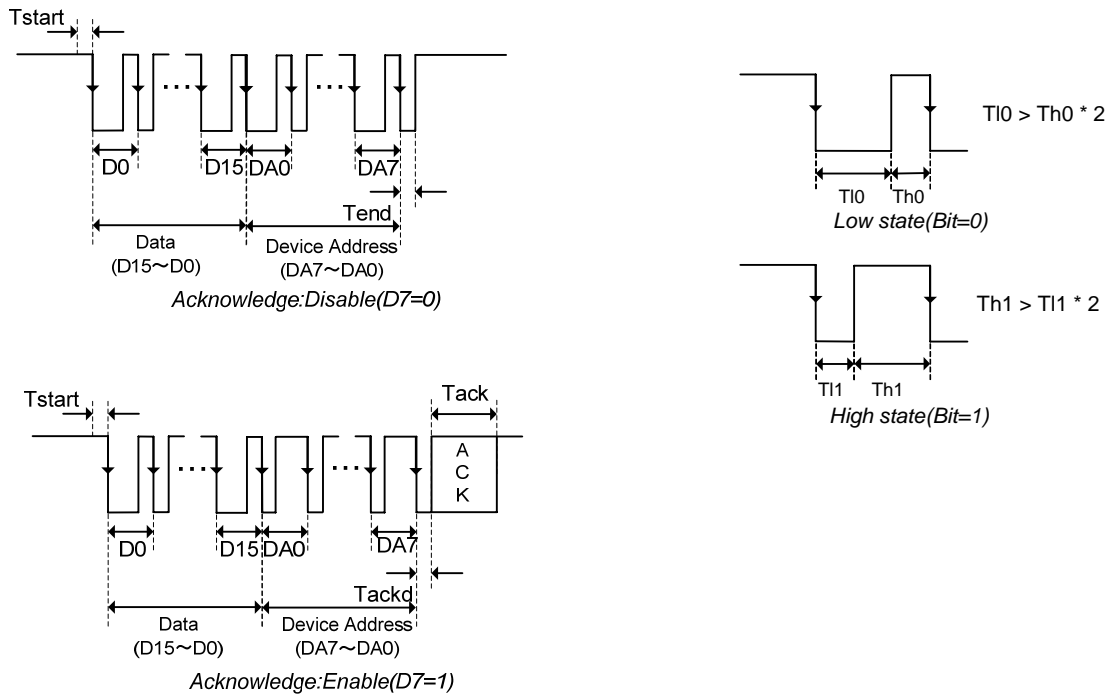 Tstart
D0
D15
DA0
DA7
Tend
Data
(D15~D0)
Device Address
(DA7~DA0)
Acknowledge:Disable(D7=0)
Tl0 > Th0 * 2
Tl0
Th0
Low state(Bit=0)
Th1 > Tl1 * 2
Tl1
Th1
High state(Bit=1)
Tack
Tstart
A
C
K
D0
D15
DA0
DA7
Tackd
Data
(D15~D0)
Device Address
(DA7~DA0)
Acknowledge:Enable(D7=1)